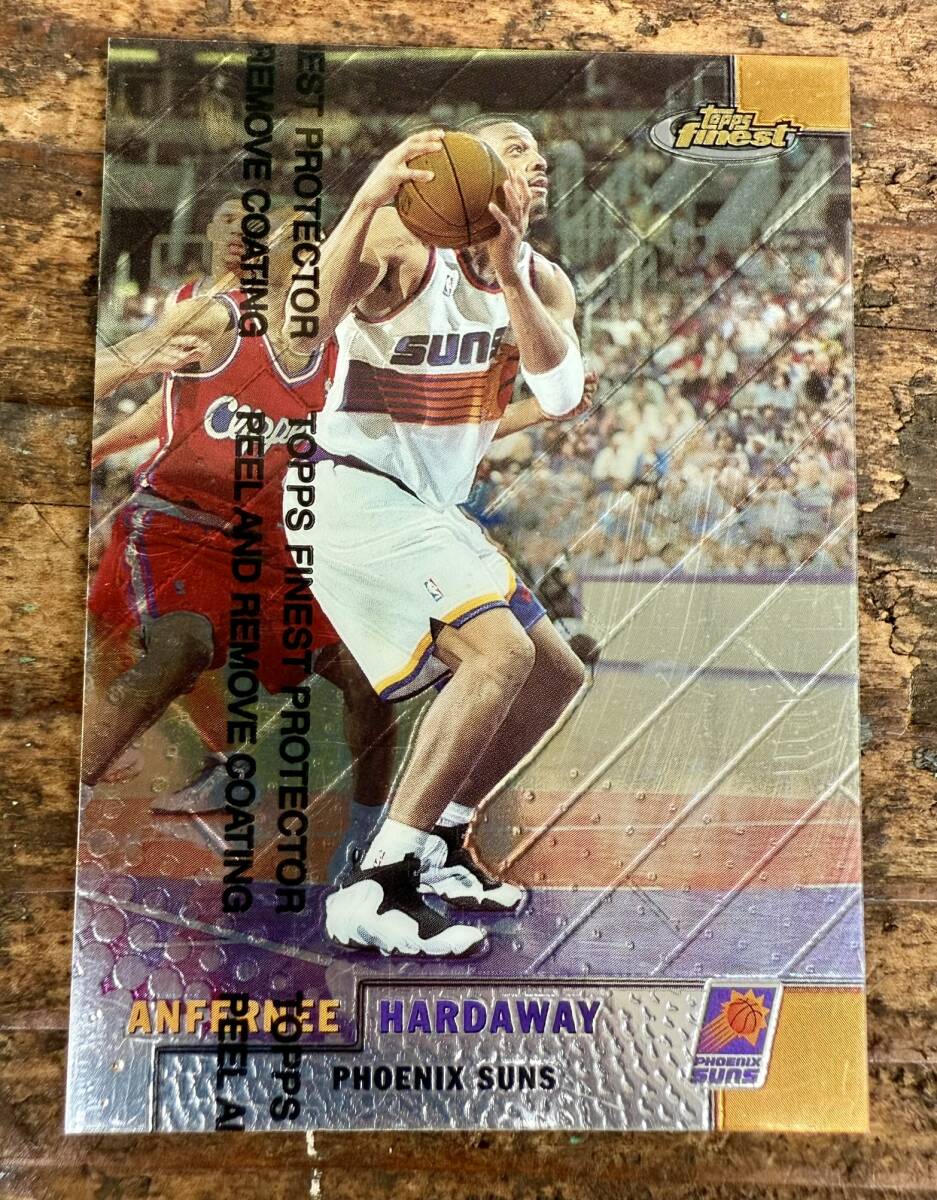 Topps
finest
EST PROTECTOR
REMOVE COATING
SUNS
Clippers
TOPPS FINEST PROTECTOR
PEEL AND REMOVE COATING
TOPPS
PEEL A
ANFERNEE HARDAWAY
PHOENIX SUNS
PHOENIX
SUNS